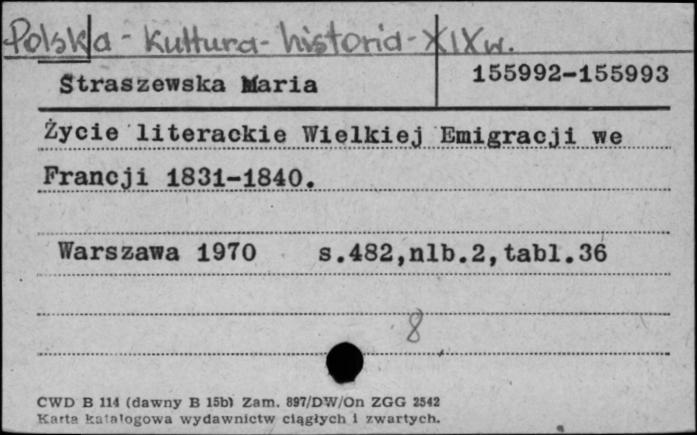 Polska - kultura - historia - XIXw.
Straszewska Maria
155992-155993
Życie literackie Wielkiej Emigracji we
Francji 1831-1840.
Warszawa 1970 s.482,nlb.2,tabl.36
8
CWD B 114 (dawny B 15b) Zam. 897/DW/On ZGG 2542
Karta katalogowa wydawnictw ciągłych i zwartych.